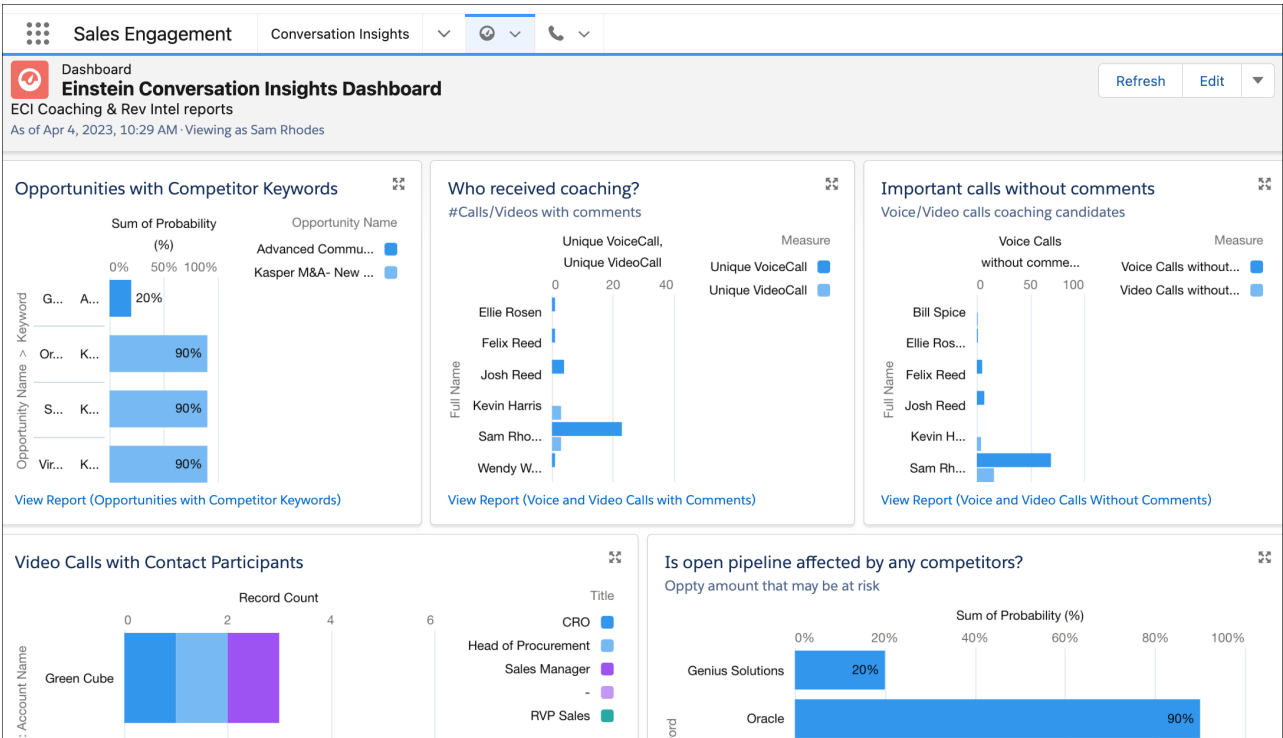 Sales Engagement
Conversation Insights
Dashboard
Einstein Conversation Insights Dashboard
ECI Coaching & Rev Intel reports
As of Apr 4, 2023, 10:29 AM·Viewing as Sam Rhodes
Refresh
Edit
Opportunities with Competitor Keywords
Sum of Probability
(%)
0% 50% 100%
Opportunity Name
Advanced Commu...
Kasper M&A- New ...
Opportunity Name > Keyword
G... A... 20%
Or... K... 90%
S... K... 90%
Vir... K... 90%
View Report (Opportunities with Competitor Keywords)
Who received coaching?
#Calls/Videos with comments
Unique VoiceCall,
Unique VideoCall
0 20 40
Measure
Unique VoiceCall
Unique VideoCall
Full Name
Ellie Rosen
Felix Reed
Josh Reed
Kevin Harris
Sam Rho...
Wendy W...
View Report (Voice and Video Calls with Comments)
Important calls without comments
Voice/Video calls coaching candidates
Voice Calls
without comme...
0 50 100
Measure
Voice Calls without...
Video Calls without...
Full Name
Bill Spice
Ellie Ros...
Felix Reed
Josh Reed
Kevin H...
Sam Rh...
View Report (Voice and Video Calls Without Comments)
Video Calls with Contact Participants
Record Count
0 2 4 6
Title
CRO
Head of Procurement
Sales Manager
-
RVP Sales
: Account Name
Green Cube
Is open pipeline affected by any competitors?
Oppty amount that may be at risk
Sum of Probability (%)
0% 20% 40% 60% 80% 100%
Genius Solutions 20%
Oracle 90%
ord